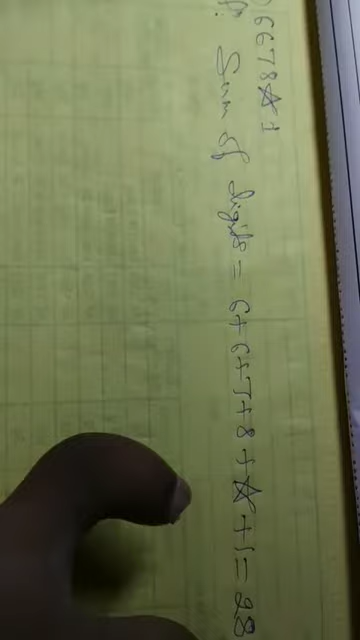 ) 6678☆1
Sum of digits = 6+6+7+8+☆+1=28